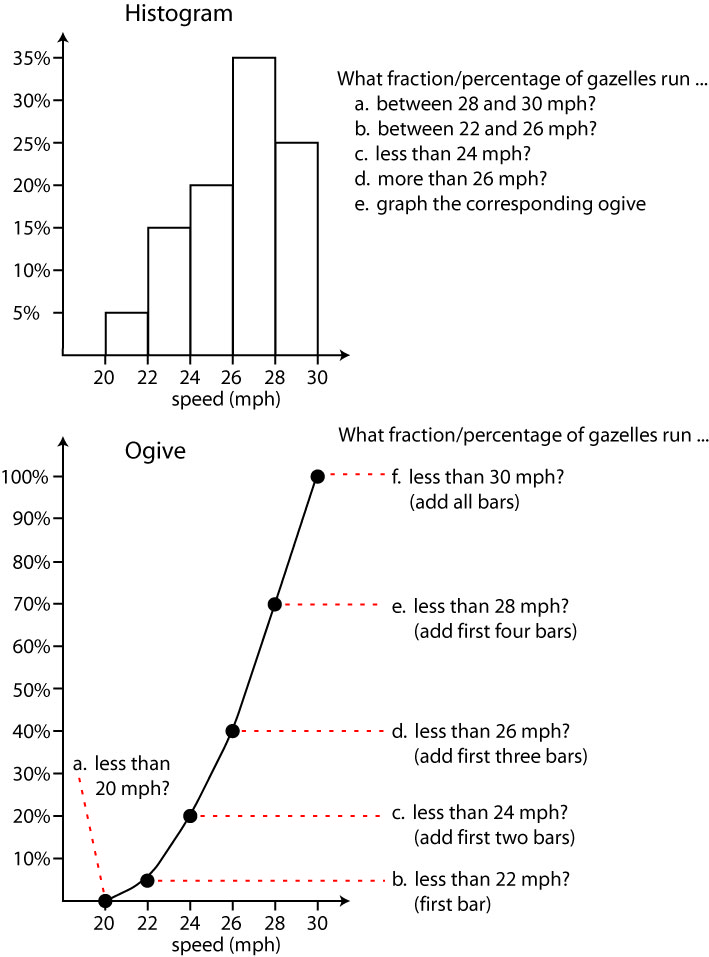 Histogram
35%
30%
25%
20%
15%
10%
5%
20 22 24 26 28 30
speed (mph)
What fraction/percentage of gazelles run ...
a. between 28 and 30 mph?
b. between 22 and 26 mph?
c. less than 24 mph?
d. more than 26 mph?
e. graph the corresponding ogive
What fraction/percentage of gazelles run ...
Ogive
100%
90%
80%
70%
60%
50%
40%
30%
20%
10%
20 22 24 26 28 30
speed (mph)
a. less than
20 mph?
f. less than 30 mph?
(add all bars)
e. less than 28 mph?
(add first four bars)
d. less than 26 mph?
(add first three bars)
c. less than 24 mph?
(add first two bars)
b. less than 22 mph?
(first bar)